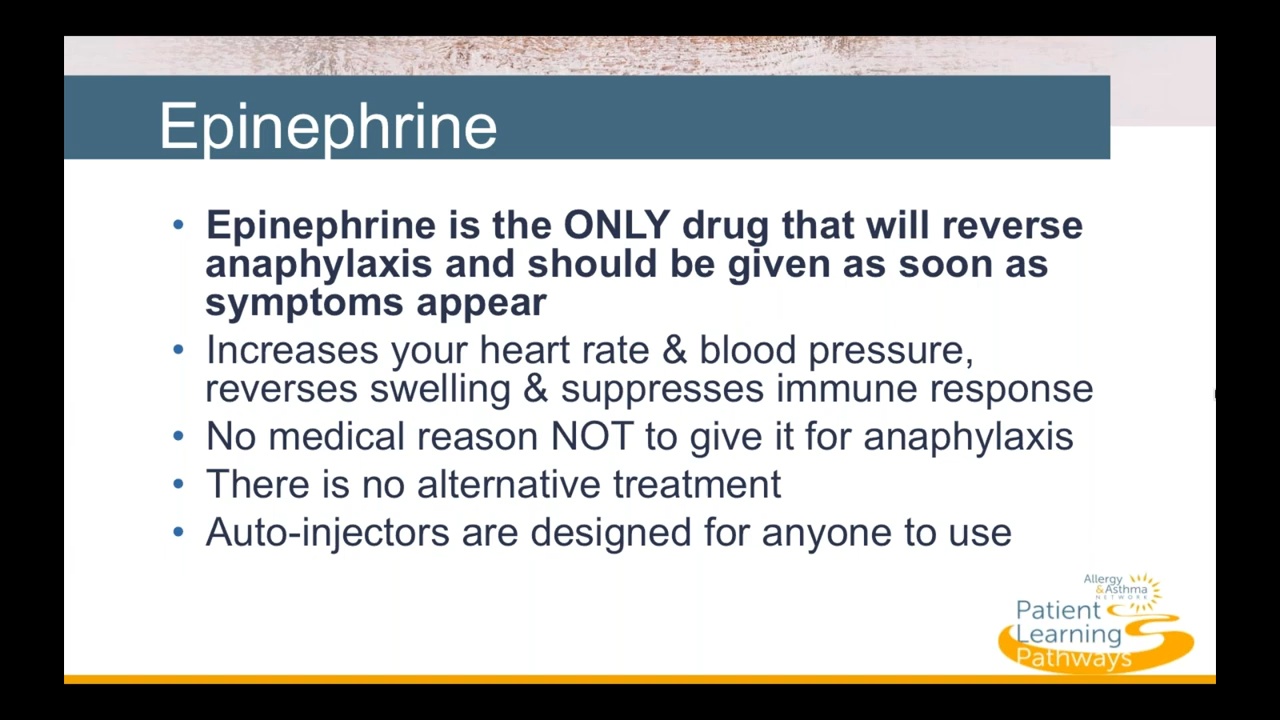 Epinephrine
• Epinephrine is the ONLY drug that will reverse
anaphylaxis and should be given as soon as
symptoms appear
• Increases your heart rate & blood pressure,
reverses swelling & suppresses immune response
• No medical reason NOT to give it for anaphylaxis
• There is no alternative treatment
• Auto-injectors are designed for anyone to use
Allergy
&Asthma
NETWORK
Patient
Learning
Pathways